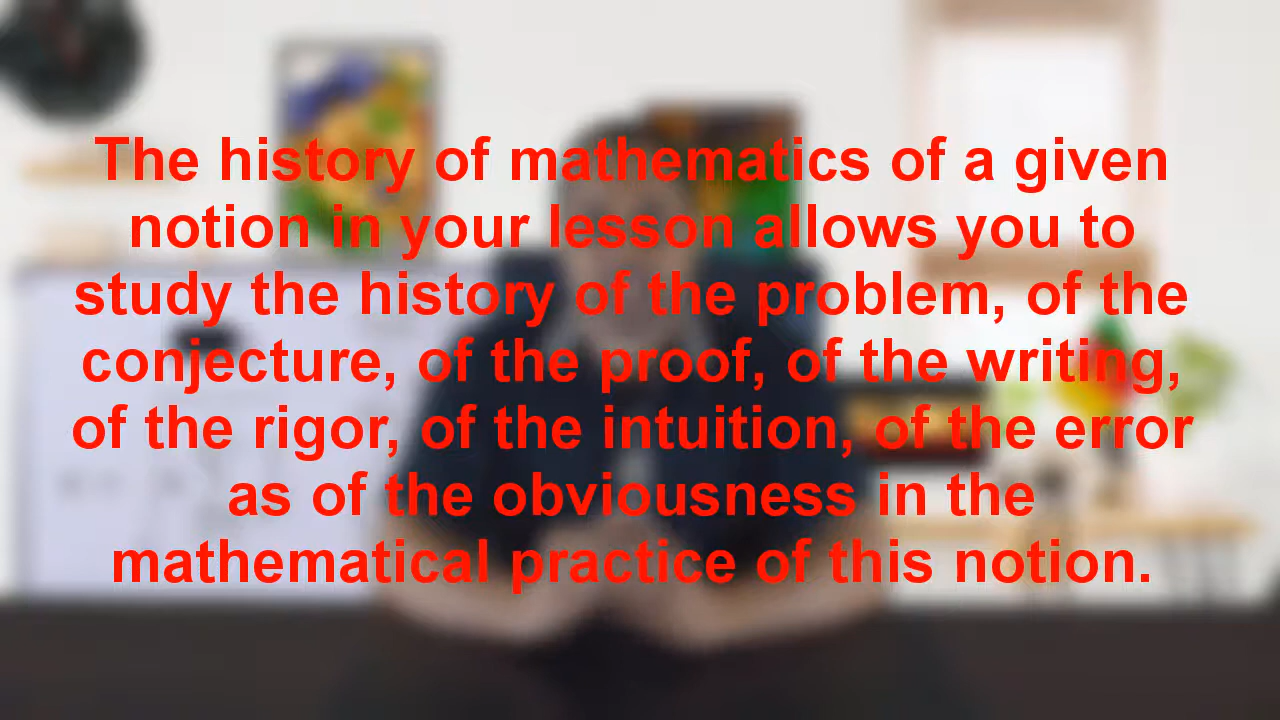 The history of mathematics of a given
notion in your lesson allows you to
study the history of the problem, of the
conjecture, of the proof, of the writing,
of the rigor, of the intuition, of the error
as of the obviousness in the
mathematical practice of this notion.